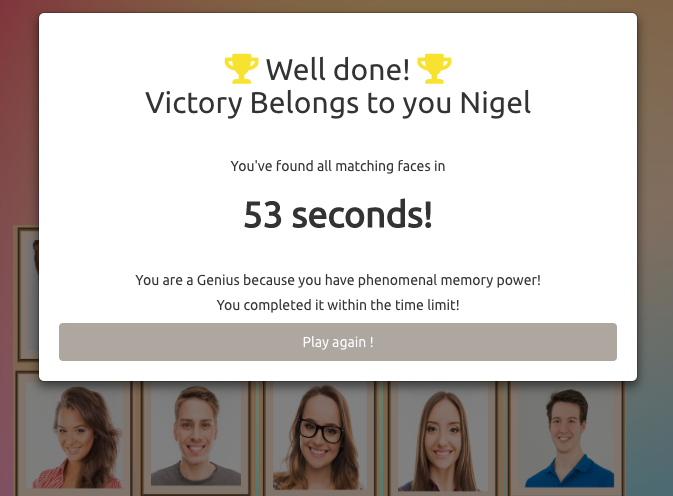 Well done!
Victory Belongs to you Nigel
You've found all matching faces in
53 seconds!
You are a Genius because you have phenomenal memory power!
You completed it within the time limit!
Play again !